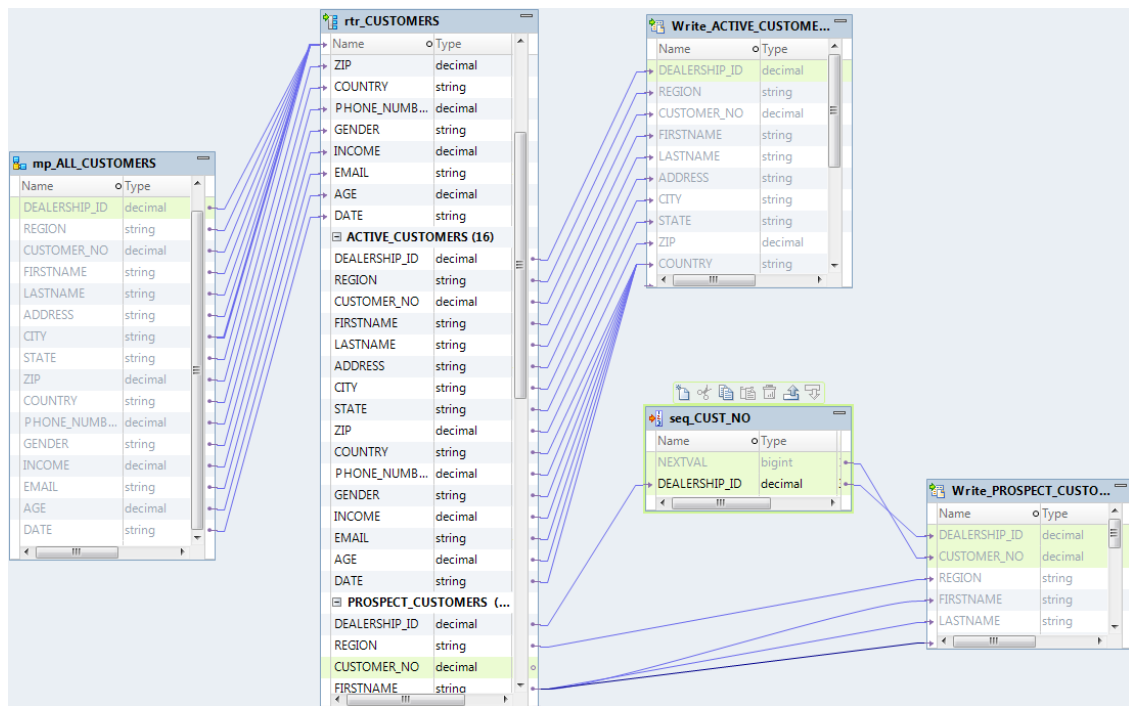 mp_ALL_CUSTOMERS
Name Type
DEALERSHIP_ID decimal
REGION string
CUSTOMER_NO decimal
FIRSTNAME string
LASTNAME string
ADDRESS string
CITY string
STATE string
ZIP decimal
COUNTRY string
PHONE_NUMB... decimal
GENDER string
INCOME decimal
EMAIL string
AGE decimal
DATE string
rtr_CUSTOMERS
Name Type
ZIP decimal
COUNTRY string
PHONE_NUMB... decimal
GENDER string
INCOME decimal
EMAIL string
AGE decimal
DATE string
ACTIVE_CUSTOMERS (16)
DEALERSHIP_ID decimal
REGION string
CUSTOMER_NO decimal
FIRSTNAME string
LASTNAME string
ADDRESS string
CITY string
STATE string
ZIP decimal
COUNTRY string
PHONE_NUMB... decimal
GENDER string
INCOME decimal
EMAIL string
AGE decimal
DATE string
PROSPECT_CUSTOMERS (...
DEALERSHIP_ID decimal
REGION string
CUSTOMER_NO decimal
FIRSTNAME string
Write_ACTIVE_CUSTOME...
Name Type
DEALERSHIP_ID decimal
REGION string
CUSTOMER_NO decimal
FIRSTNAME string
LASTNAME string
ADDRESS string
CITY string
STATE string
ZIP decimal
COUNTRY string
seq_CUST_NO
Name Type
NEXTVAL bigint
DEALERSHIP_ID decimal
Write_PROSPECT_CUSTO...
Name Type
DEALERSHIP_ID decimal
CUSTOMER_NO decimal
REGION string
FIRSTNAME string
LASTNAME string